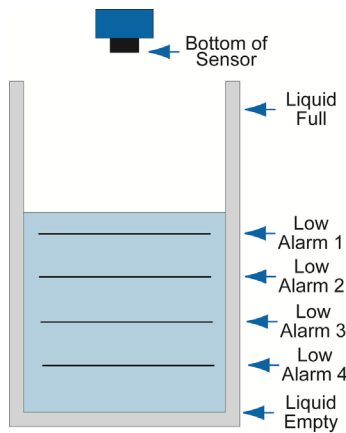 Bottom of
Sensor
Liquid
Full
Low
Alarm 1
Low
Alarm 2
Low
Alarm 3
Low
Alarm 4
Liquid
Empty